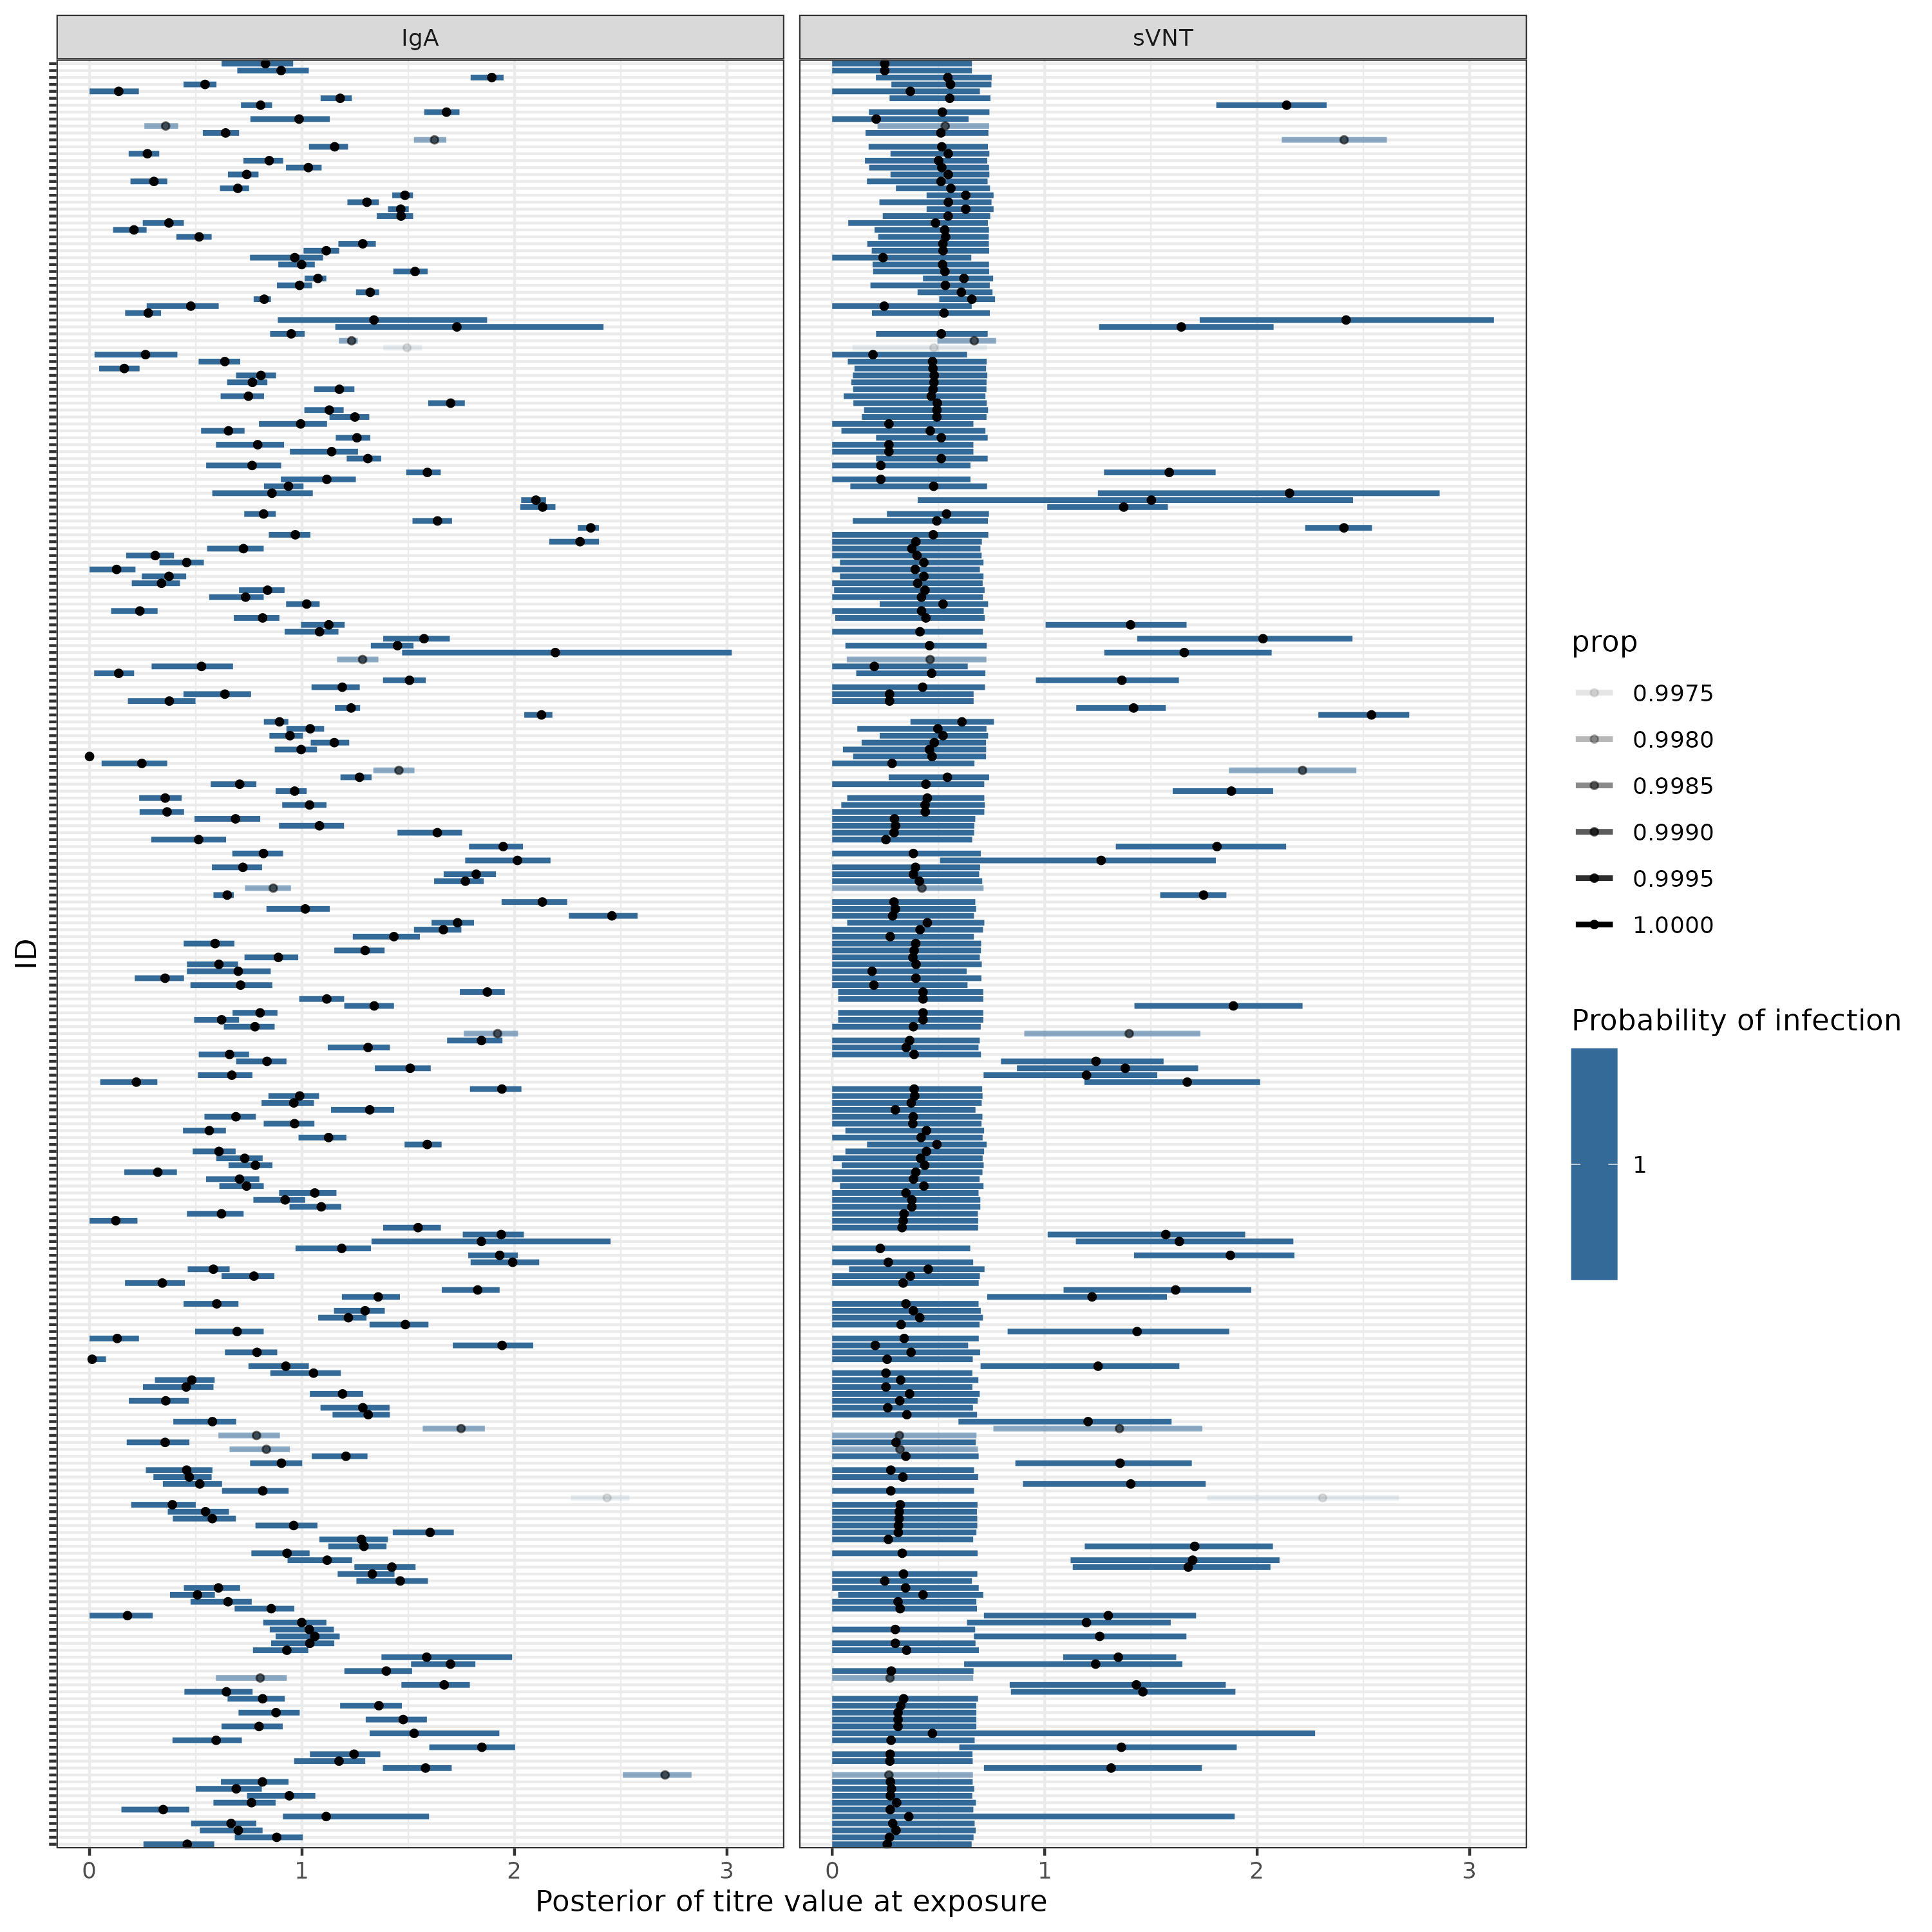 IgA
sVNT
ID
0
1
2
3
0
1
2
3
Posterior of titre value at exposure
prop
0.9975
0.9980
0.9985
0.9990
0.9995
1.0000
Probability of infection
1